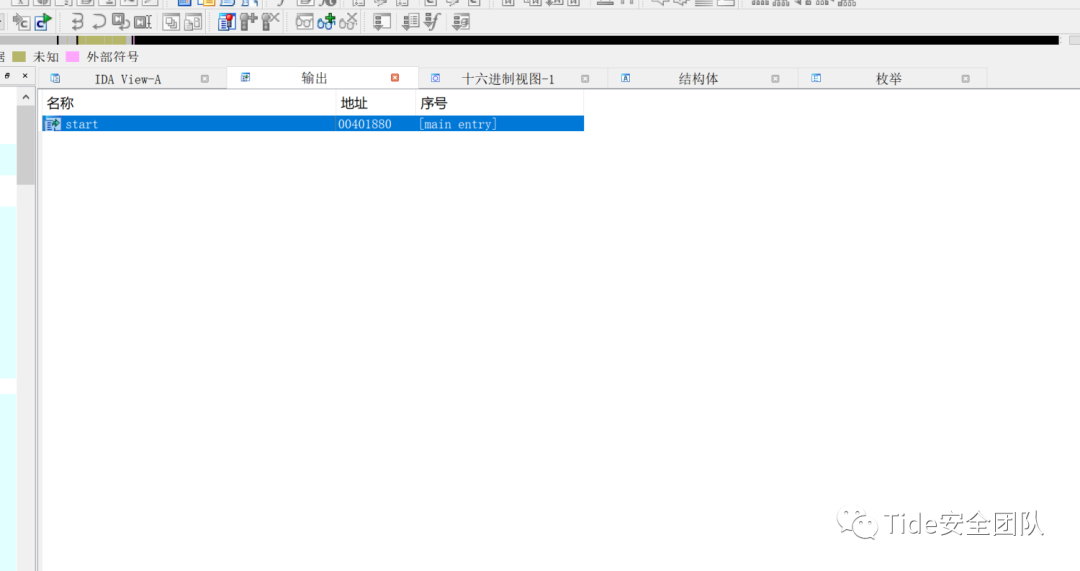 未知 外部符号
IDA View-A 输出 十六进制视图-1 结构体 枚举
名称 地址 序号
start 00401880 [main entry]
Tide安全团队